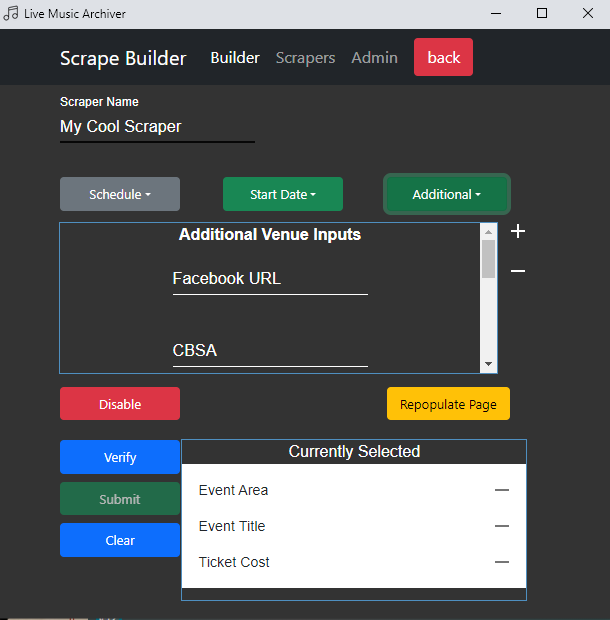 Live Music Archiver
Scrape Builder Builder Scrapers Admin back
Scraper Name
My Cool Scraper
Schedule Start Date Additional
Additional Venue Inputs
Facebook URL
CBSA
Disable Repopulate Page
Verify
Submit
Clear
Currently Selected
Event Area
Event Title
Ticket Cost